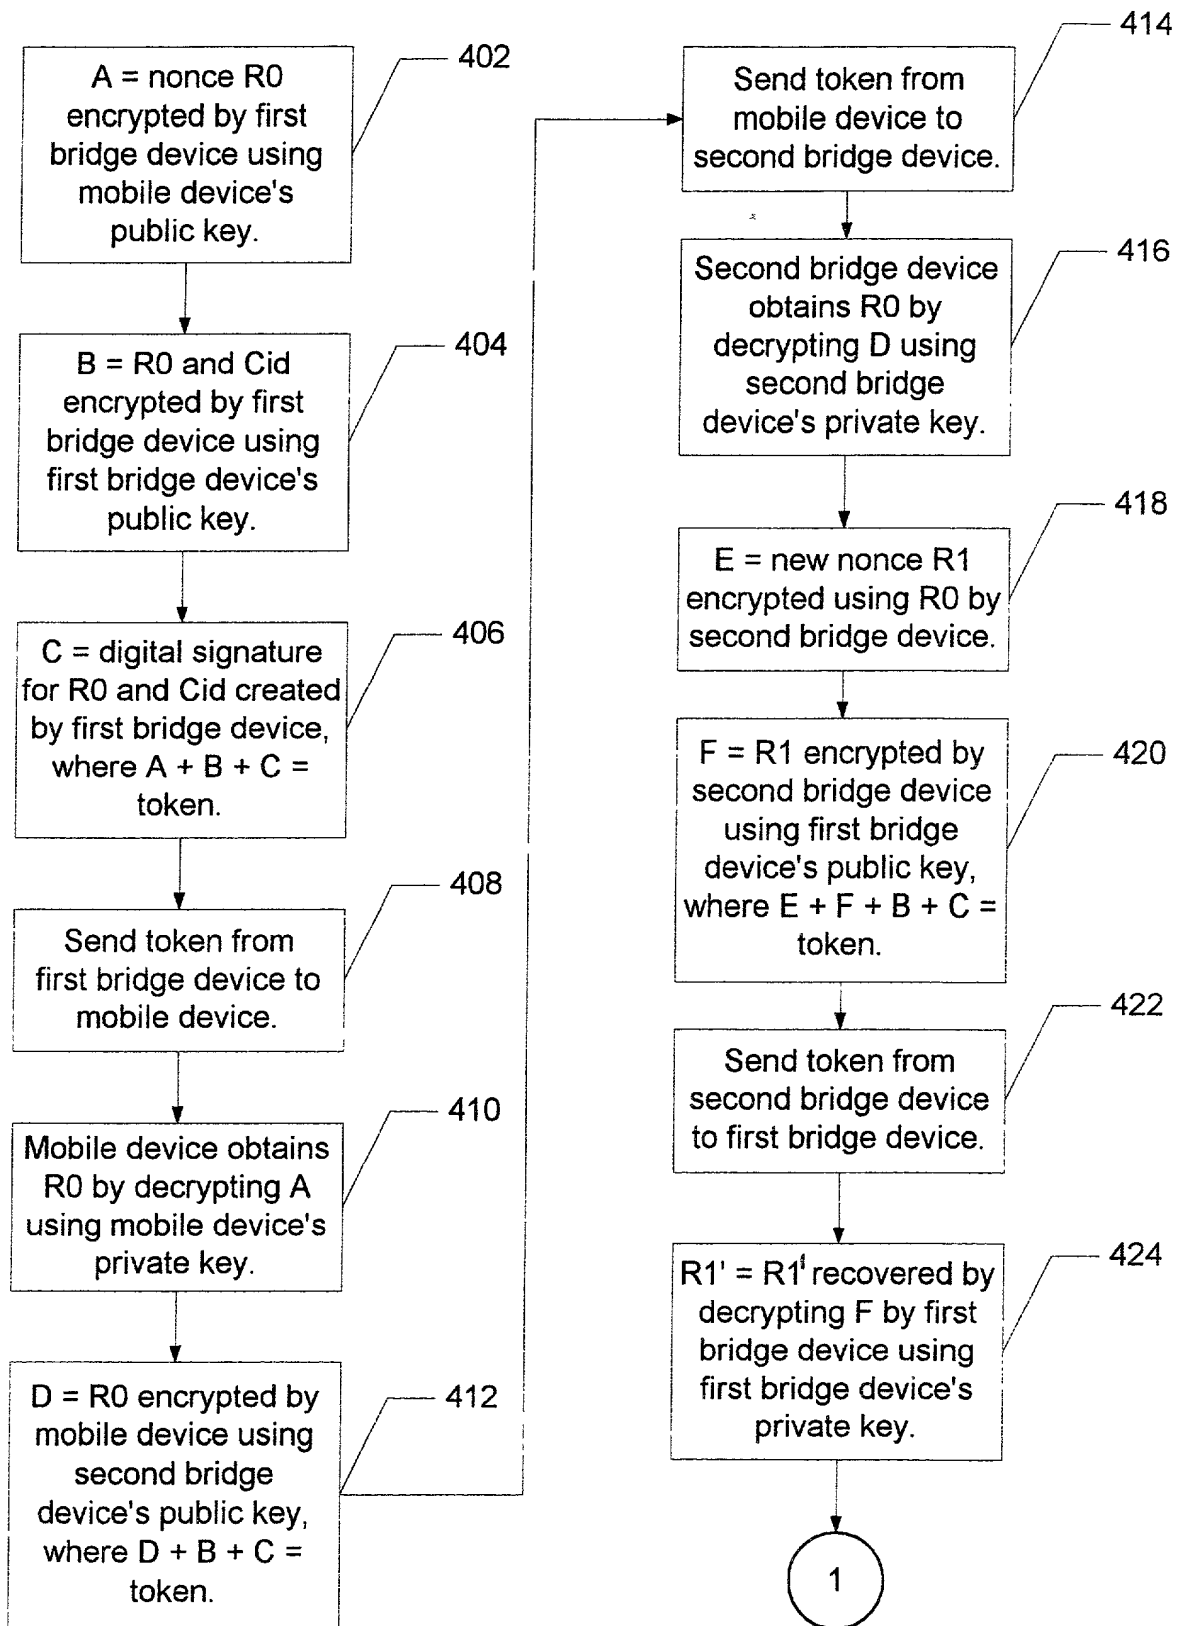 402
A = nonce R0
encrypted by first
bridge device using
mobile device's
public key.
404
B = R0 and Cid
encrypted by first
bridge device using
first bridge device's
public key.
406
C = digital signature
for R0 and Cid created
by first bridge device,
where A + B + C =
token.
408
Send token from
first bridge device to
mobile device.
410
Mobile device obtains
R0 by decrypting A
using mobile device's
private key.
412
D = R0 encrypted by
mobile device using
second bridge
device's public key,
where D + B + C =
token.
414
Send token from
mobile device to
second bridge device.
416
Second bridge device
obtains R0 by
decrypting D using
second bridge
device's private key.
418
E = new nonce R1
encrypted using R0 by
second bridge device.
420
F = R1 encrypted by
second bridge device
using first bridge
device's public key,
where E + F + B + C =
token.
422
Send token from
second bridge device
to first bridge device.
424
R1' = R1' recovered by
decrypting F by first
bridge device using
first bridge device's
private key.
1